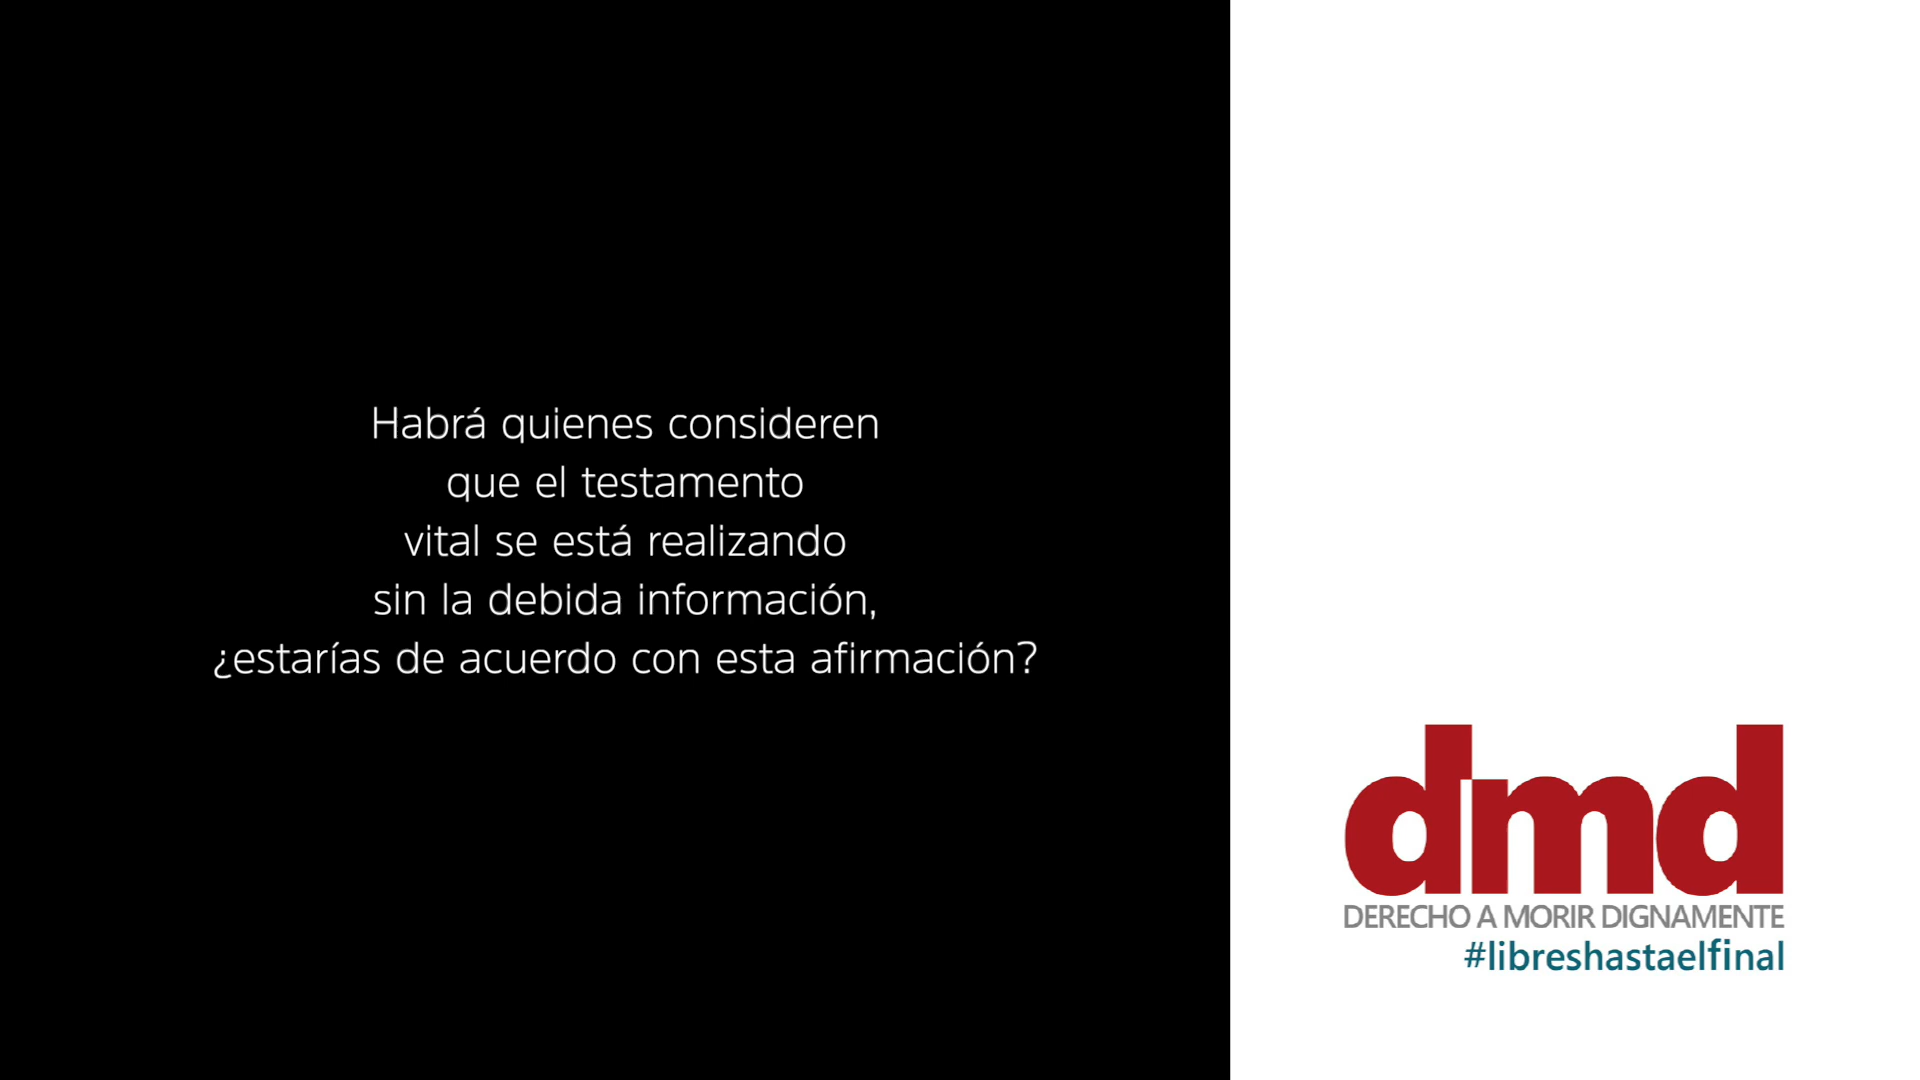 Habrá quienes consideren
que el testamento
vital se está realizando
sin la debida información,
¿estarías de acuerdo con esta afirmación?
dmd
DERECHO A MORIR DIGNAMENTE
#libreshastaelfinal